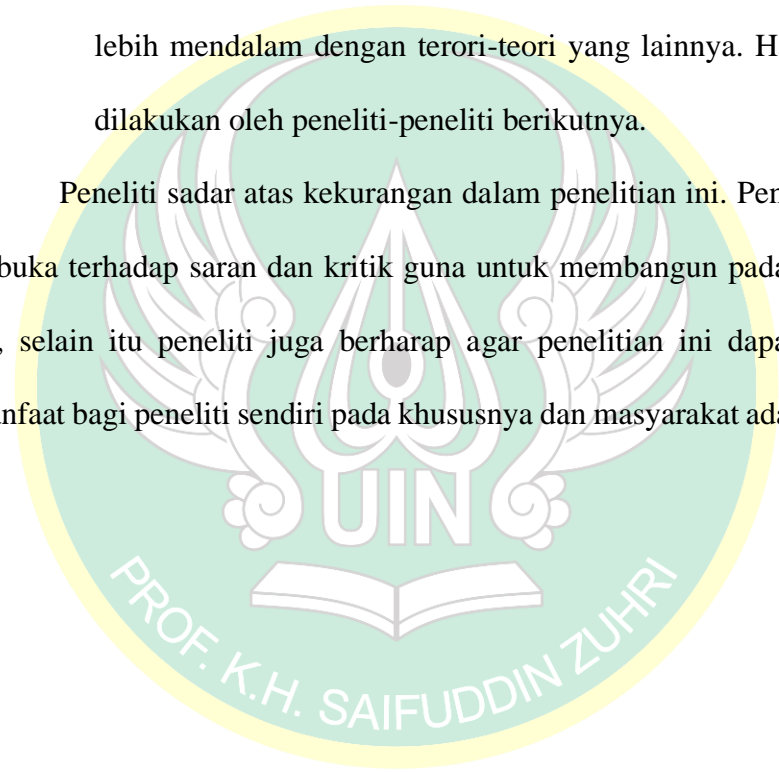 lebih mendalam dengan terori-teori yang lainnya. H
dilakukan oleh peneliti-peneliti berikutnya.
Peneliti sadar atas kekurangan dalam penelitian ini. Pen
buka terhadap saran dan kritik guna untuk membangun pada
, selain itu peneliti juga berharap agar penelitian ini dapa
nfaat bagi peneliti sendiri pada khususnya dan masyarakat ada
UIN
PROF. K.H. SAIFUDDIN ZUHRI